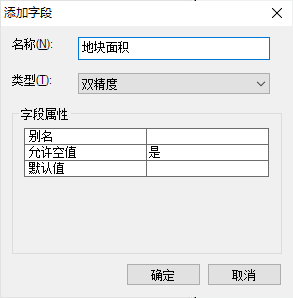 添加字段
名称(N): 地块面积
类型(T): 双精度
字段属性
别名
允许空值 是
默认值
确定 取消